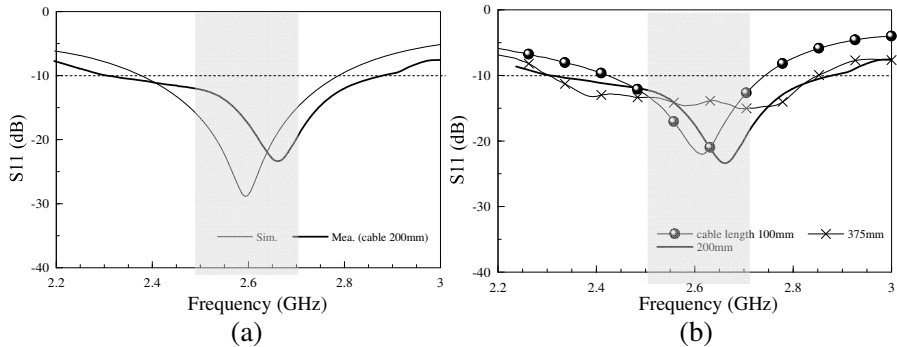 0
-10
-20
-30
-40
S11 (dB)
Sim.
Mea. (cable 200mm)
2.2
2.4
2.6
2.8
3
Frequency (GHz)
(a)
0
-10
-20
-30
-40
S11 (dB)
cable length 100mm
375mm
200mm
2.2
2.4
2.6
2.8
3
Frequency (GHz)
(b)